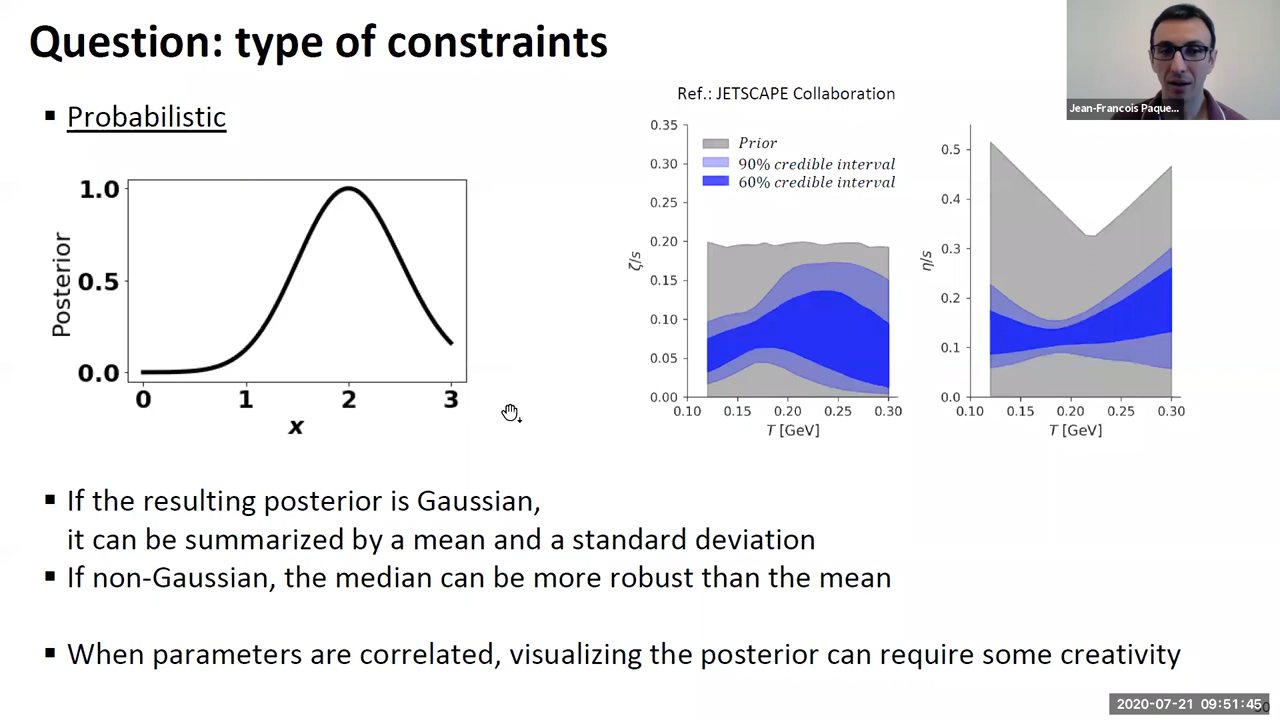 Question: type of constraints
Jean-Francois Paque...
▪ Probabilistic
Ref.: JETSCAPE Collaboration
Posterior
1.0
0.5
0.0
0 1 2 3
x
ζ/s
0.35
0.30
0.25
0.20
0.15
0.10
0.05
0.00
Prior
90% credible interval
60% credible interval
0.10 0.15 0.20 0.25 0.30
T [GeV]
η/s
0.5
0.4
0.3
0.2
0.1
0.0
0.10 0.15 0.20 0.25 0.30
T [GeV]
▪ If the resulting posterior is Gaussian,
it can be summarized by a mean and a standard deviation
▪ If non-Gaussian, the median can be more robust than the mean
▪ When parameters are correlated, visualizing the posterior can require some creativity
2020-07-21 09:51:45